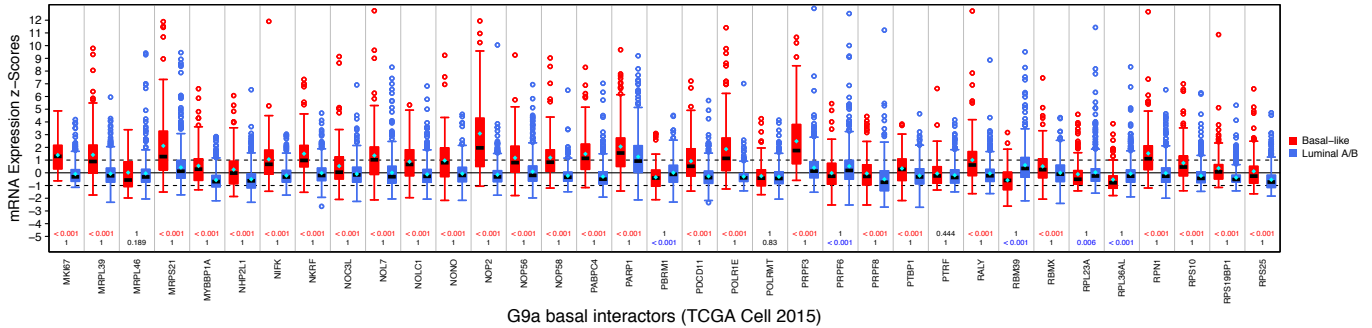 mRNA Expression z-Scores
12
11
10
9
8
7
6
5
4
3
2
1
0
−1
−2
−3
−4
−5
< 0.001 < 0.001 1 < 0.001 < 0.001 < 0.001 < 0.001 < 0.001 < 0.001 < 0.001 < 0.001 < 0.001 < 0.001 < 0.001 < 0.001 < 0.001 < 0.001 1 < 0.001 < 0.001 1 < 0.001 1 < 0.001 < 0.001 0.444 < 0.001 1 < 0.001 < 0.001 1 < 0.001 < 0.001 < 0.001 < 0.001
1 1 0.189 1 1 1 1 1 1 1 1 1 1 1 1 1 1 < 0.001 1 1 0.83 1 < 0.001 1 1 1 1 < 0.001 1 0.006 < 0.001 1 1 1 1
MKI67
MRPL39
MRPL46
MRPS21
MYBBP1A
NHP2L1
NIFK
NKRF
NOC3L
NOL7
NOLC1
NONO
NOP2
NOP56
NOP58
PABPC4
PARP1
PBRM1
PDCD11
POLR1E
POLRMT
PRPF3
PRPF6
PRPF8
PTBP1
PTRF
RALY
RBM39
RBMX
RPL23A
RPL36AL
RPN1
RPS10
RPS19BP1
RPS25
G9a basal interactors (TCGA Cell 2015)
Basal−like
Luminal A/B